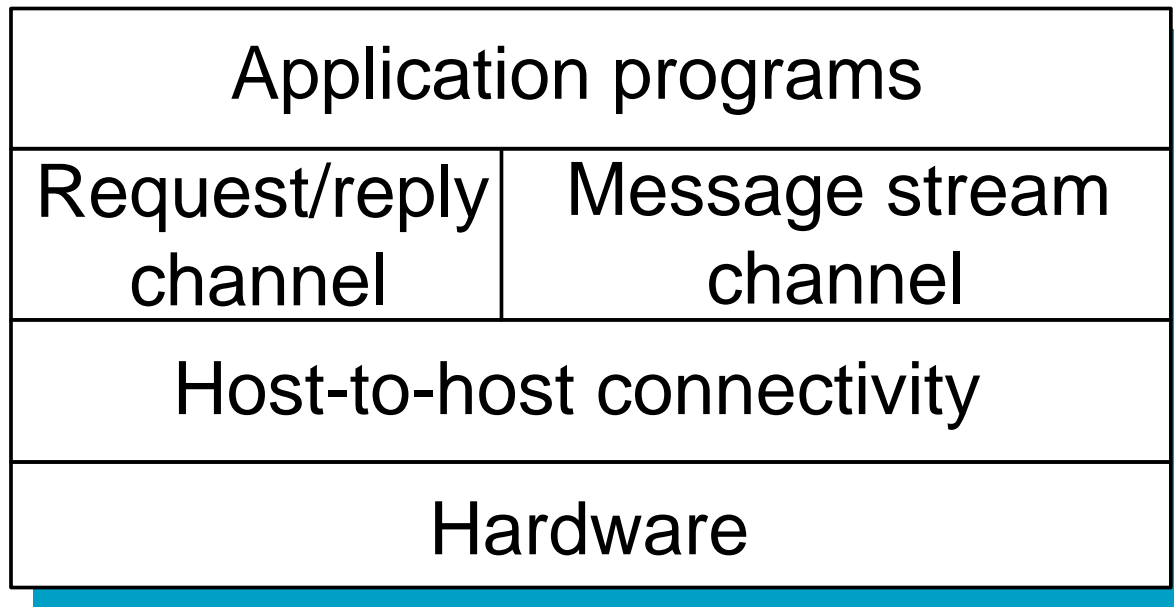 Application programs
Request/reply
channel
Message stream
channel
Host-to-host connectivity
Hardware